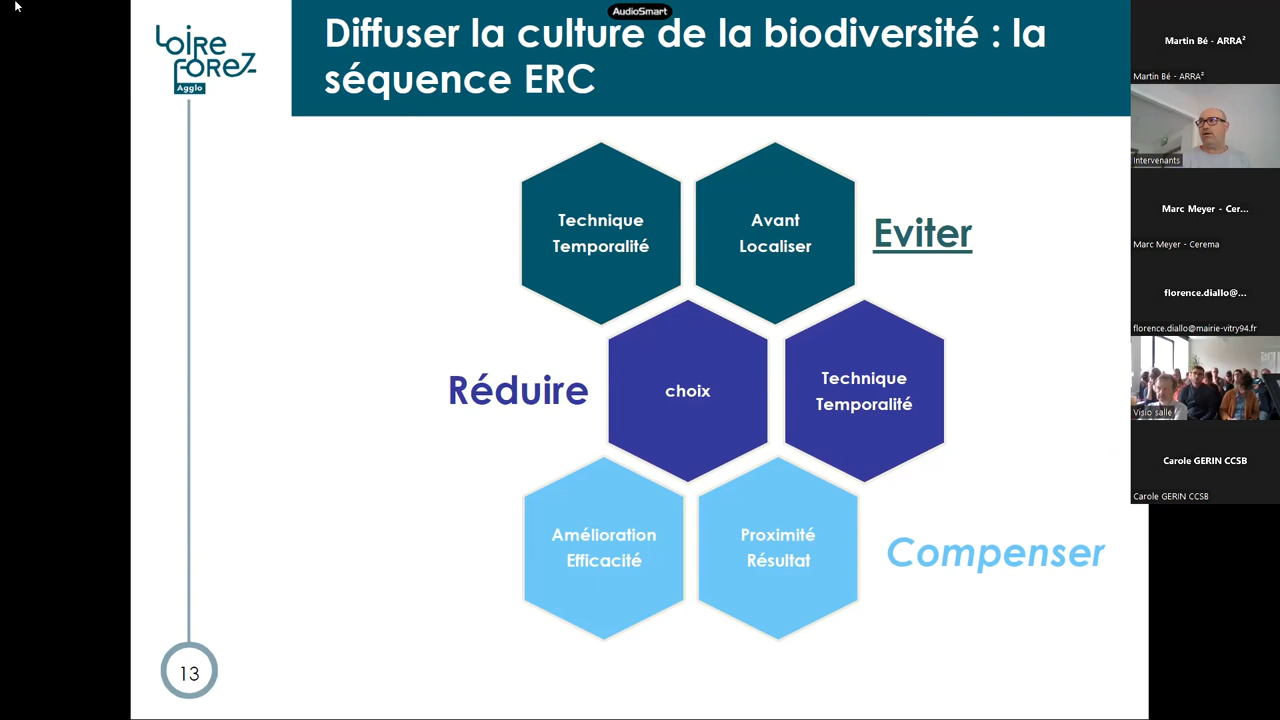 AudioSmart
Loire
Forez
Agglo
Diffuser la culture de la biodiversité : la
séquence ERC
Technique
Temporalité
Avant
Localiser
Eviter
Réduire
choix
Technique
Temporalité
Amélioration
Efficacité
Proximité
Résultat
Compenser
13
Martin Bé - ARRA²
Martin Bé - ARRA²
Intervenants
Marc Meyer - Cer...
Marc Meyer - Cerema
florence.diallo@...
florence.diallo@mairie-vitry94.fr
Visio salle
Carole GERIN CCSB
Carole GERIN CCSB